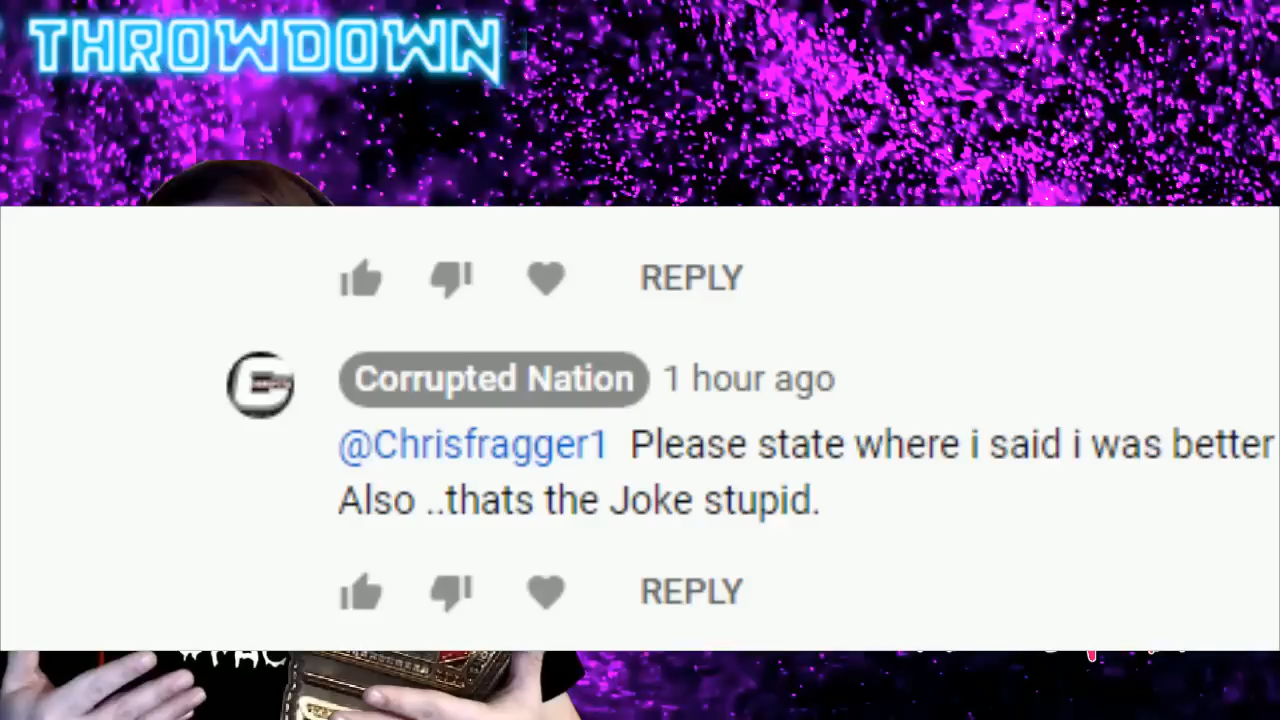 THROWDOWN
REPLY
Corrupted Nation 1 hour ago
@Chrisfragger1 Please state where i said i was better
Also ..thats the Joke stupid.
REPLY